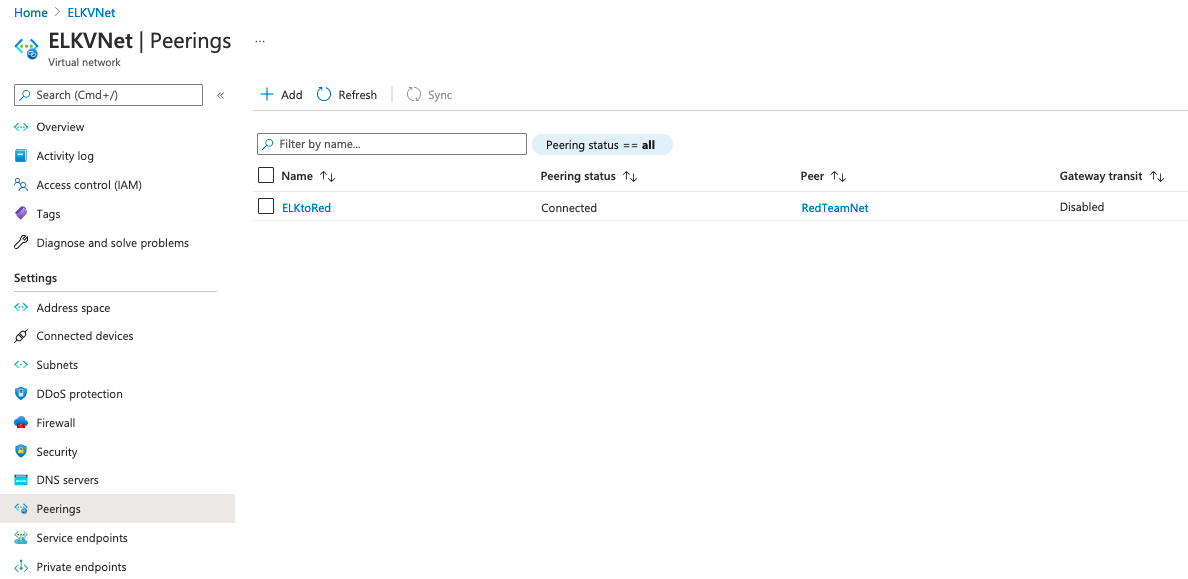 Home > ELKVNet
ELKVNet | Peerings ...
Virtual network
Search (Cmd+/) «
Add Refresh Sync
Overview
Activity log
Access control (IAM)
Tags
Diagnose and solve problems
Settings
Address space
Connected devices
Subnets
DDoS protection
Firewall
Security
DNS servers
Peerings
Service endpoints
Private endpoints
Filter by name... Peering status == all
Name ↑↓ Peering status ↑↓ Peer ↑↓ Gateway transit ↑↓
ELKtoRed Connected RedTeamNet Disabled